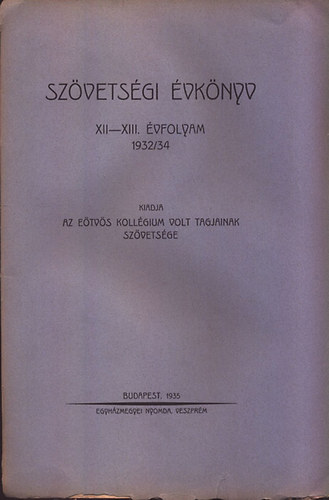 SZÖVETSÉGI ÉVKÖNYV
XII—XIII. ÉVFOLYAM
1932/34
KIADJA
AZ EÖTVÖS KOLLÉGIUM VOLT TAGJAINAK
SZÖVETSÉGE
BUDAPEST, 1935
EGYHÁZMEGYEI NYOMDA, VESZPRÉM